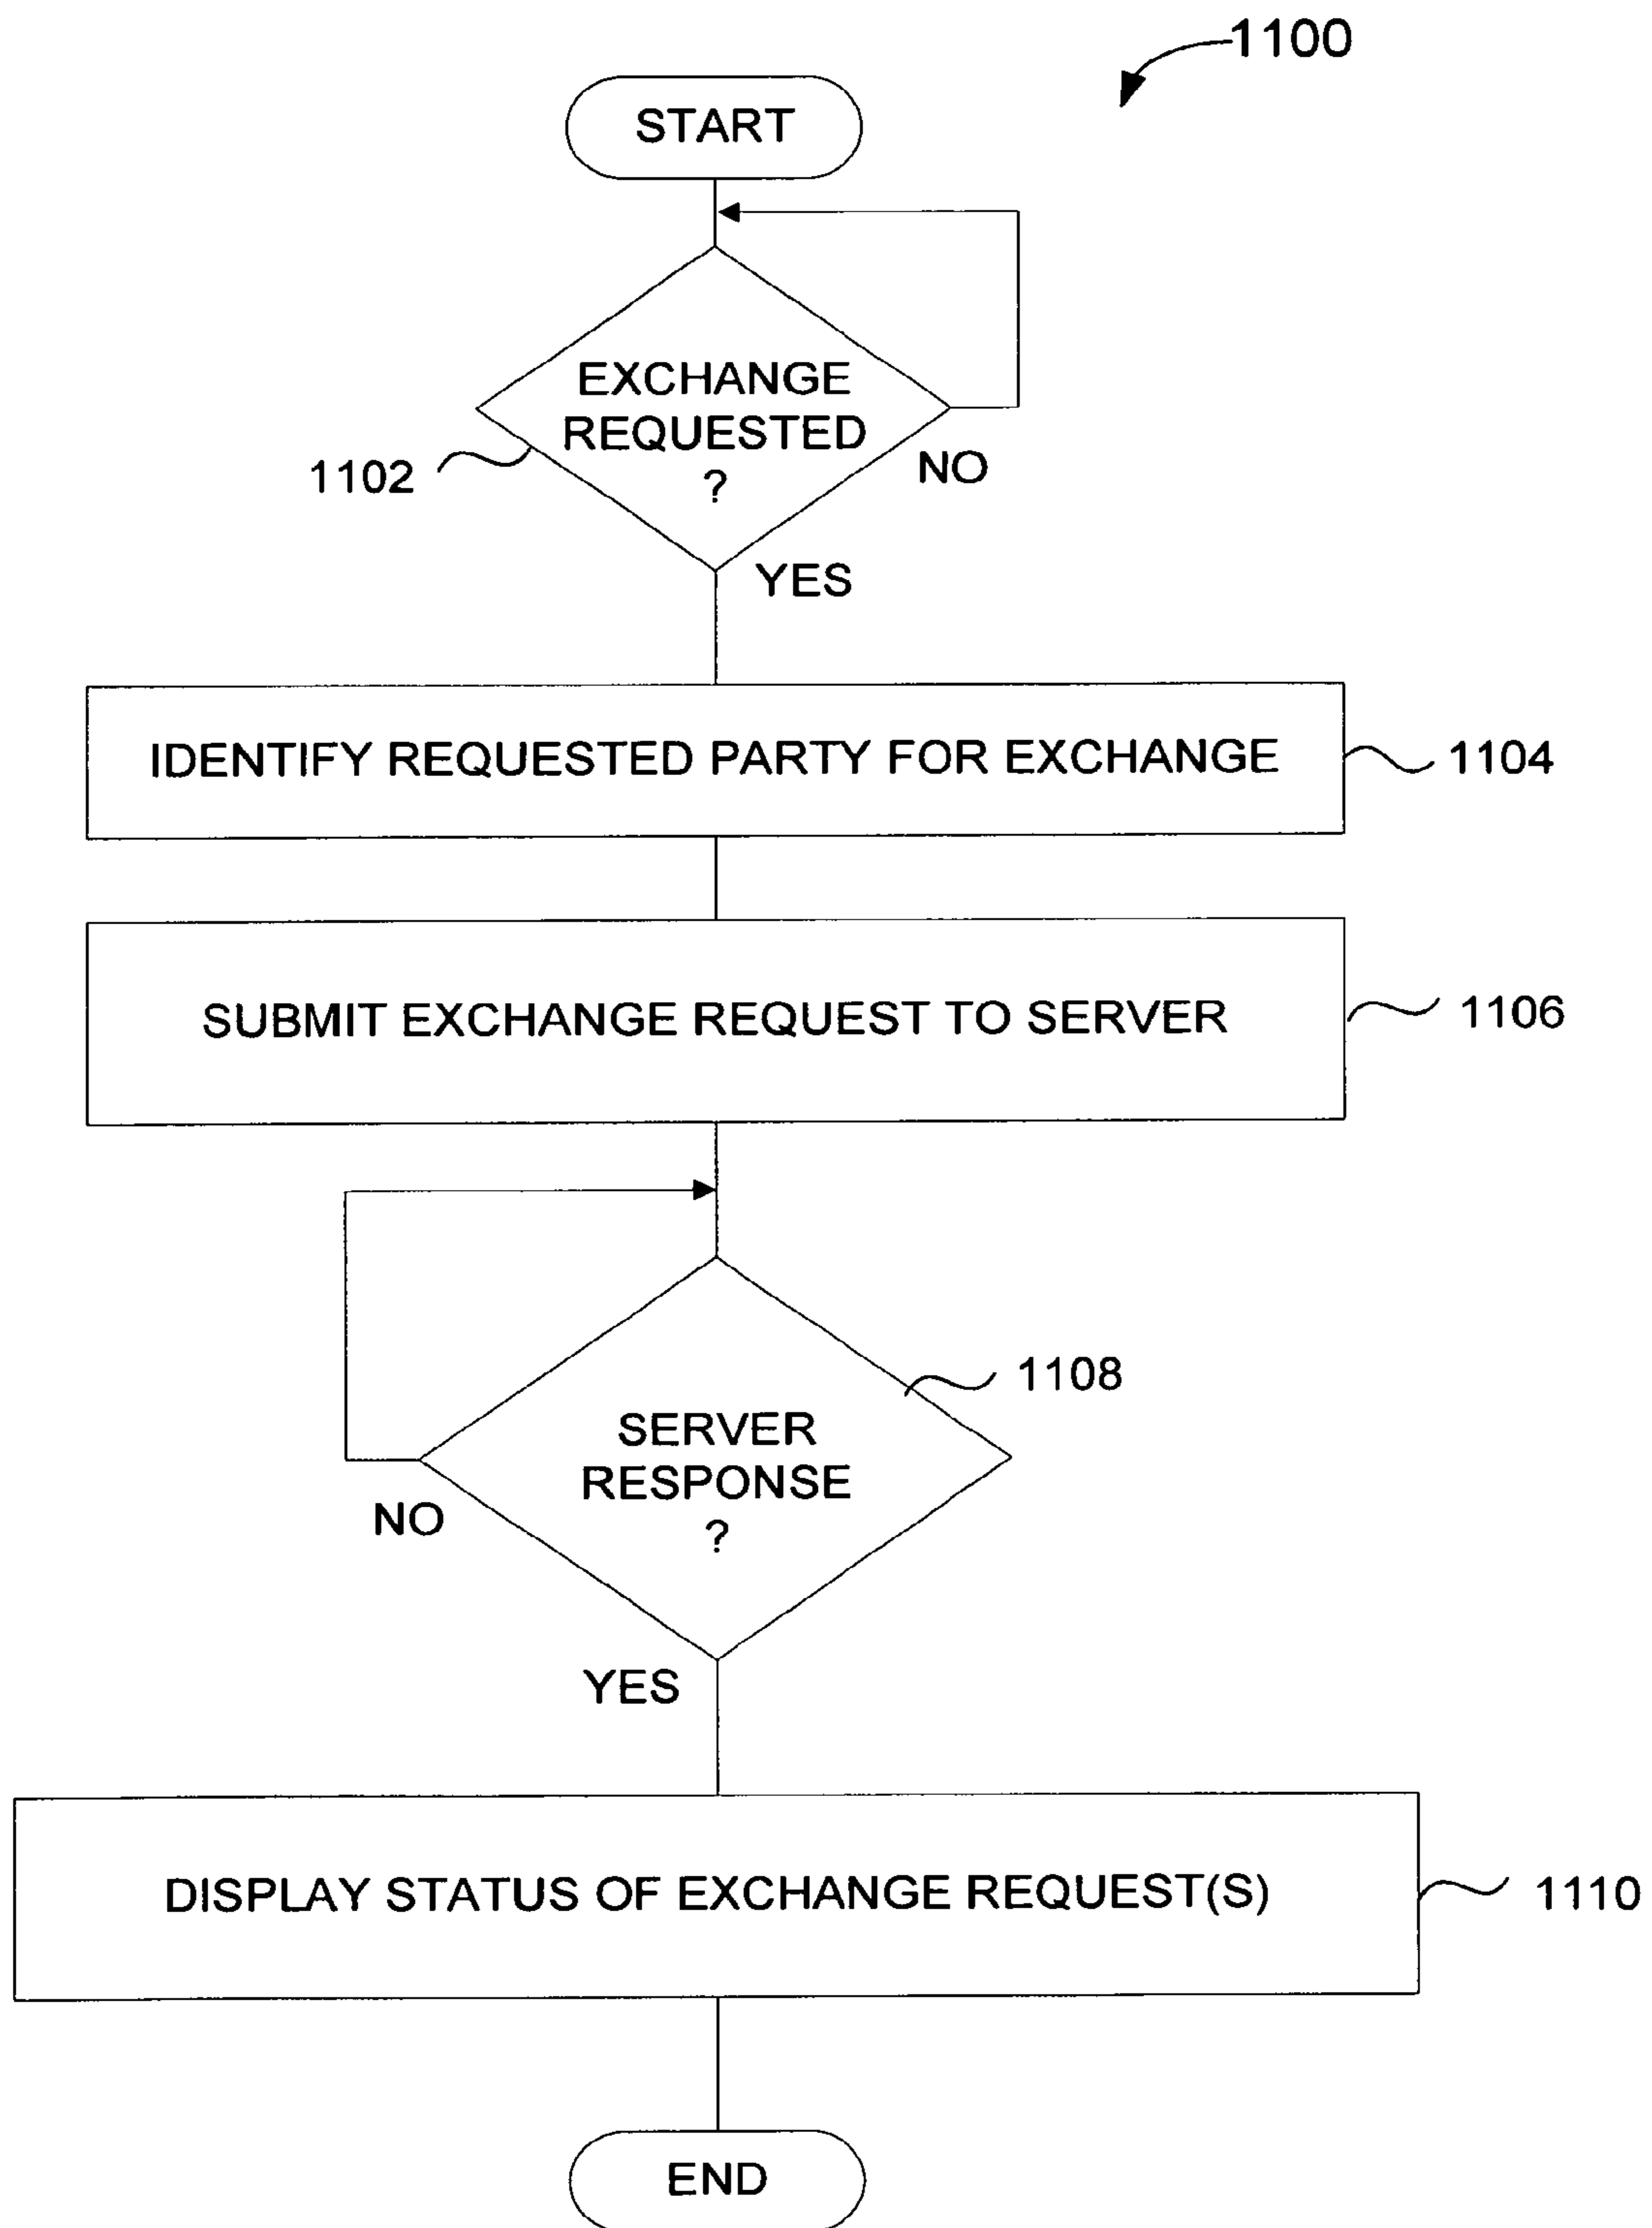 1100
START
EXCHANGE
REQUESTED
?
1102
NO
YES
IDENTIFY REQUESTED PARTY FOR EXCHANGE
1104
SUBMIT EXCHANGE REQUEST TO SERVER
1106
1108
SERVER
RESPONSE
?
NO
YES
DISPLAY STATUS OF EXCHANGE REQUEST(S)
1110
END